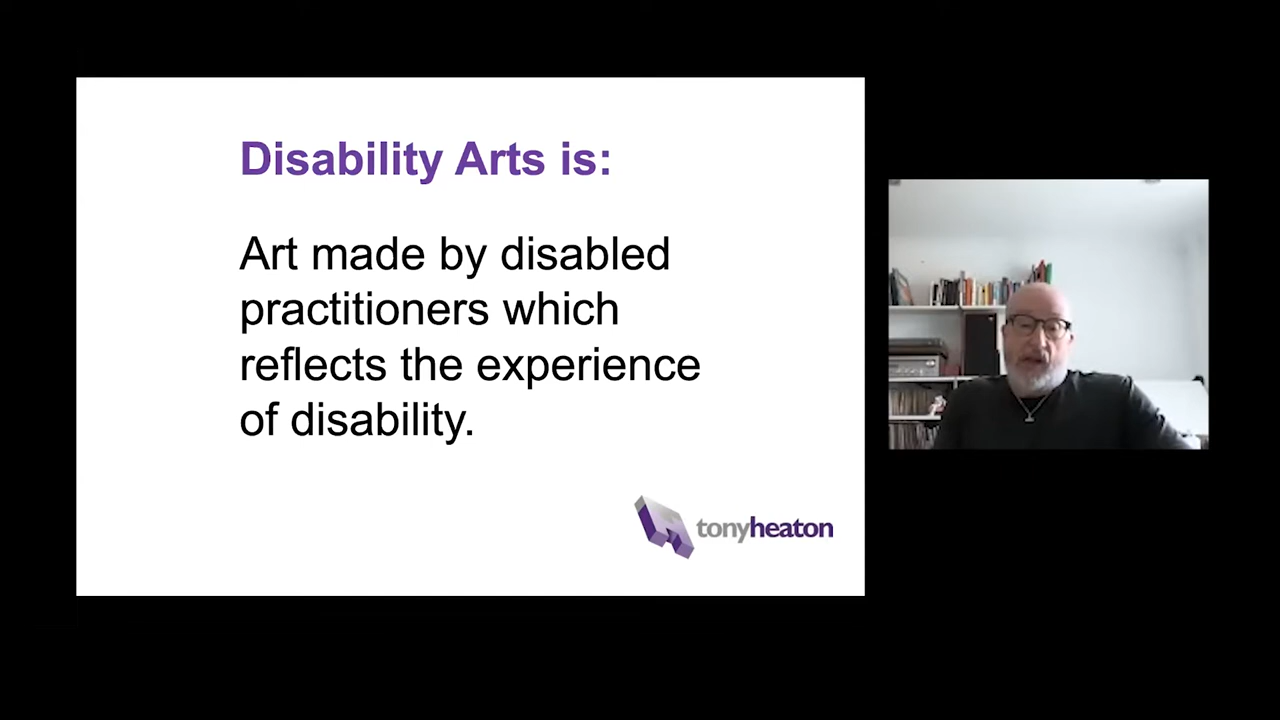 Disability Arts is:
Art made by disabled
practitioners which
reflects the experience
of disability.
tonyheaton